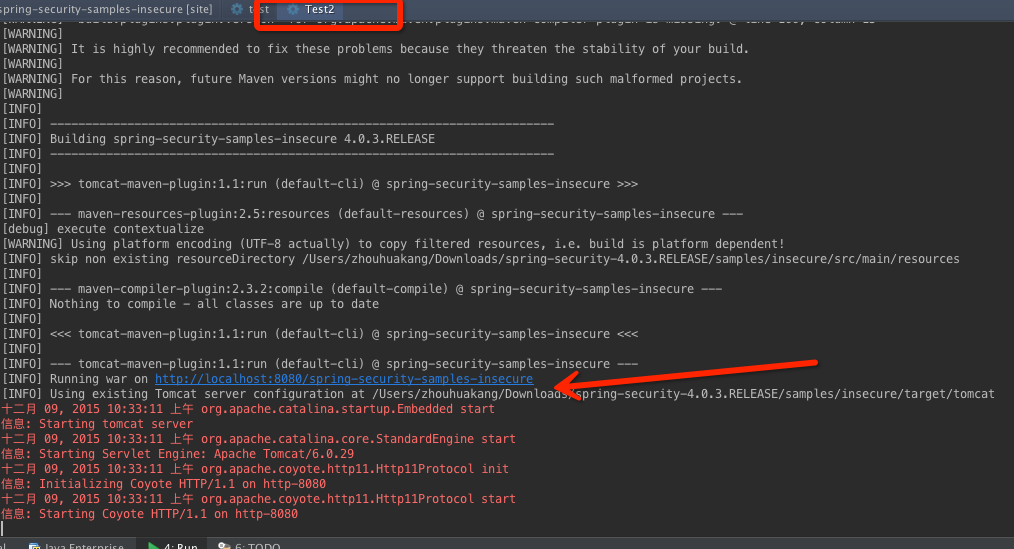 spring-security-samples-insecure [site] test Test2
[WARNING]
[WARNING] It is highly recommended to fix these problems because they threaten the stability of your build.
[WARNING]
[WARNING] For this reason, future Maven versions might no longer support building such malformed projects.
[WARNING]
[INFO]
[INFO] ------------------------------------------------------------------------
[INFO] Building spring-security-samples-insecure 4.0.3.RELEASE
[INFO] ------------------------------------------------------------------------
[INFO]
[INFO] >>> tomcat-maven-plugin:1.1:run (default-cli) @ spring-security-samples-insecure >>>
[INFO]
[INFO] --- maven-resources-plugin:2.5:resources (default-resources) @ spring-security-samples-insecure ---
[debug] execute contextualize
[WARNING] Using platform encoding (UTF-8 actually) to copy filtered resources, i.e. build is platform dependent!
[INFO] skip non existing resourceDirectory /Users/zhouhuakang/Downloads/spring-security-4.0.3.RELEASE/samples/insecure/src/main/resources
[INFO]
[INFO] --- maven-compiler-plugin:2.3.2:compile (default-compile) @ spring-security-samples-insecure ---
[INFO] Nothing to compile - all classes are up to date
[INFO]
[INFO] <<< tomcat-maven-plugin:1.1:run (default-cli) @ spring-security-samples-insecure <<<
[INFO]
[INFO] --- tomcat-maven-plugin:1.1:run (default-cli) @ spring-security-samples-insecure ---
[INFO] Running war on http://localhost:8080/spring-security-samples-insecure
[INFO] Using existing Tomcat server configuration at /Users/zhouhuakang/Downloads/spring-security-4.0.3.RELEASE/samples/insecure/target/tomcat
十二月 09, 2015 10:33:11 上午 org.apache.catalina.startup.Embedded start
信息: Starting tomcat server
十二月 09, 2015 10:33:11 上午 org.apache.catalina.core.StandardEngine start
信息: Starting Servlet Engine: Apache Tomcat/6.0.29
十二月 09, 2015 10:33:11 上午 org.apache.coyote.http11.Http11Protocol init
信息: Initializing Coyote HTTP/1.1 on http-8080
十二月 09, 2015 10:33:11 上午 org.apache.coyote.http11.Http11Protocol start
信息: Starting Coyote HTTP/1.1 on http-8080
Java Enterprise 4: Run 6: TODO